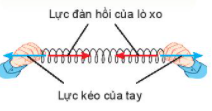 Lực đàn hồi của lò xo
Lực kéo của tay